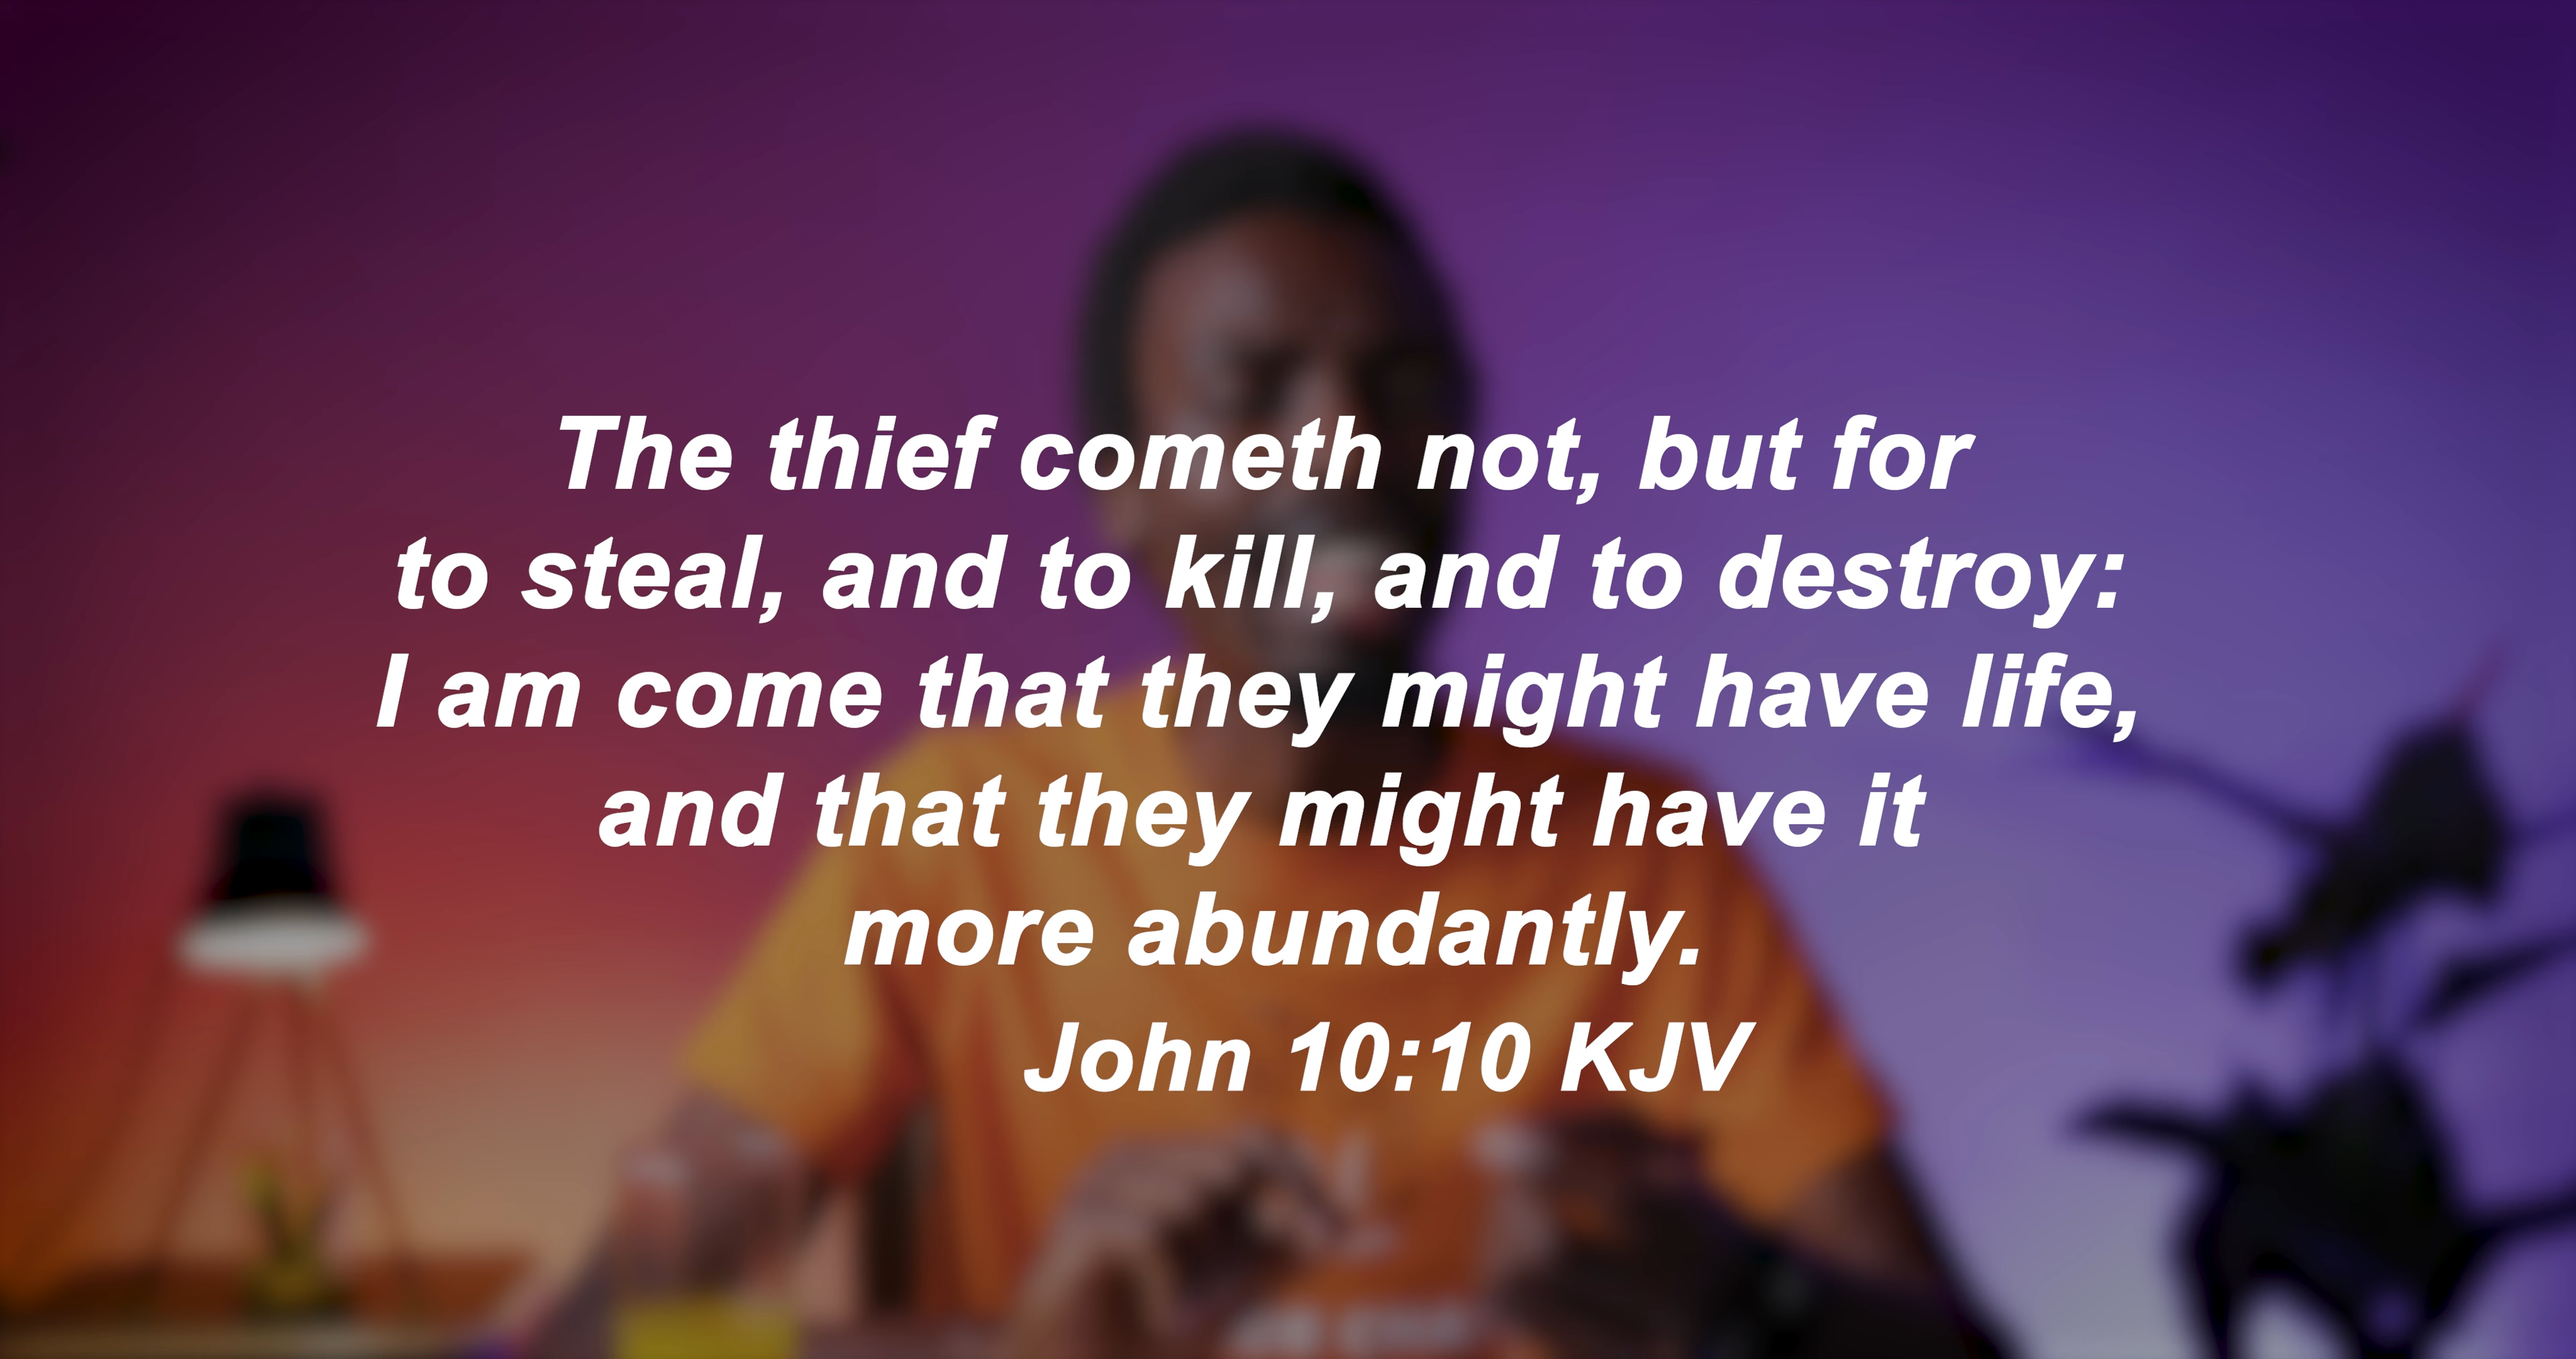 The thief cometh not, but for
to steal, and to kill, and to destroy:
I am come that they might have life,
and that they might have it
more abundantly.
John 10:10 KJV